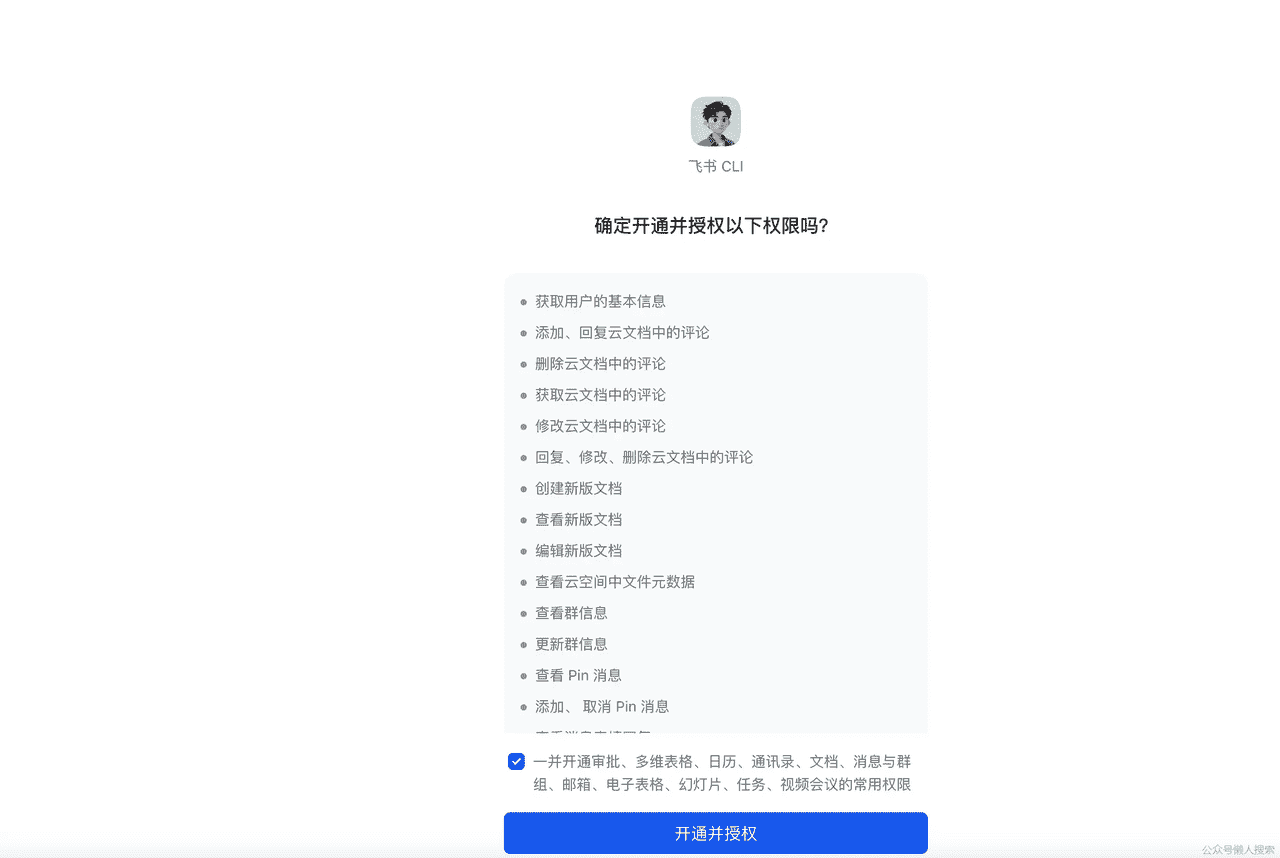 飞书 CLI
确定开通并授权以下权限吗?
获取用户的基本信息
添加、回复云文档中的评论
删除云文档中的评论
获取云文档中的评论
修改云文档中的评论
回复、修改、删除云文档中的评论
创建新版文档
查看新版文档
编辑新版文档
查看云空间中文件元数据
查看群信息
更新群信息
查看 Pin 消息
添加、 取消 Pin 消息
一并开通审批、多维表格、日历、通讯录、文档、消息与群
组、邮箱、电子表格、幻灯片、任务、视频会议的常用权限
开通并授权
公众号懒人搜索